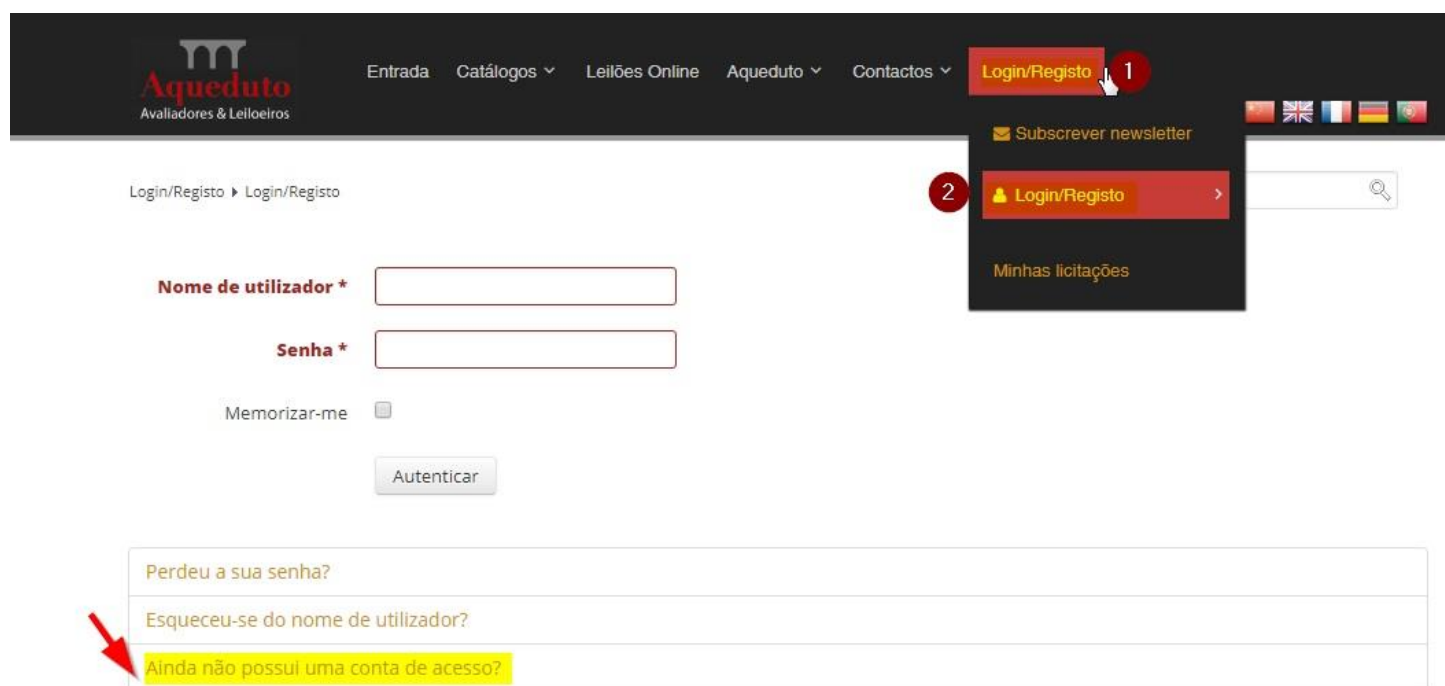 Aqueduto
Avaliadores & Leiloeiros
Entrada Catálogos Leilões Online Aqueduto Contactos Login/Registo 1
Subscrever newsletter
2 Login/Registo
Minhas licitações
Login/Registo Login/Registo
Nome de utilizador *
Senha *
Memorizar-me
Autenticar
Perdeu a sua senha?
Esqueceu-se do nome de utilizador?
Ainda não possui uma conta de acesso?